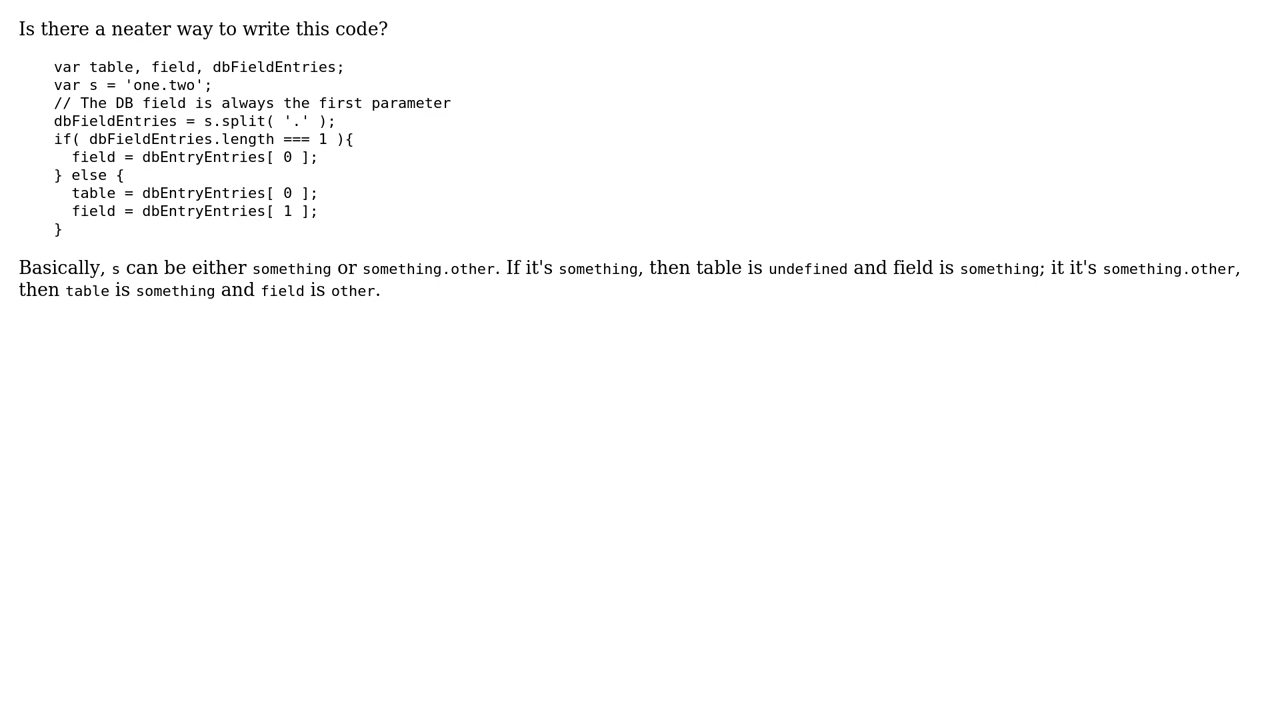 Is there a neater way to write this code?
var table, field, dbFieldEntries;
var s = 'one.two';
// The DB field is always the first parameter
dbFieldEntries = s.split( '.' );
if( dbFieldEntries.length === 1 ){
  field = dbEntryEntries[ 0 ];
} else {
  table = dbEntryEntries[ 0 ];
  field = dbEntryEntries[ 1 ];
}
Basically, s can be either something or something.other. If it's something, then table is undefined and field is something; it it's something.other,
then table is something and field is other.